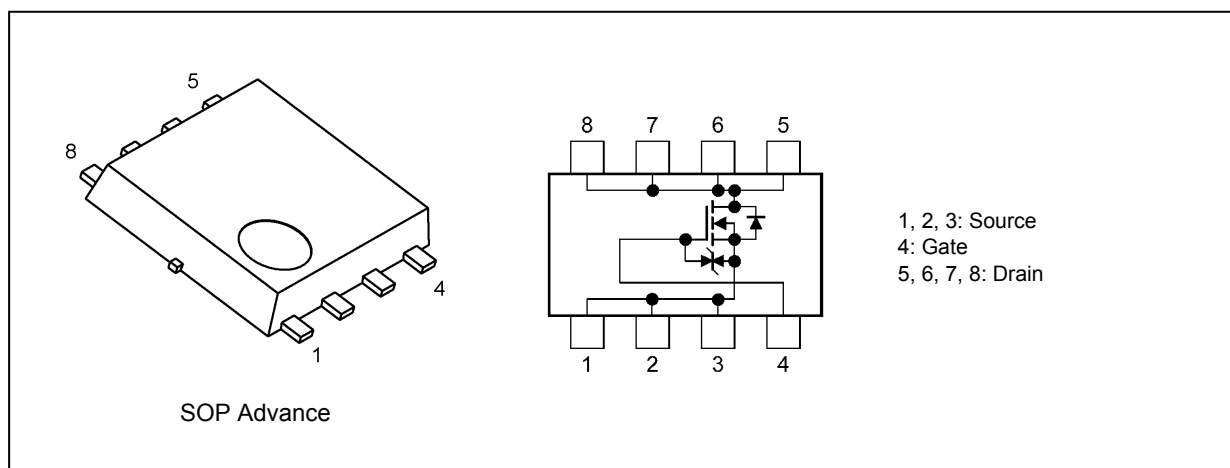 5
8
4
1
SOP Advance
8 7 6 5
1 2 3 4
1, 2, 3: Source
4: Gate
5, 6, 7, 8: Drain